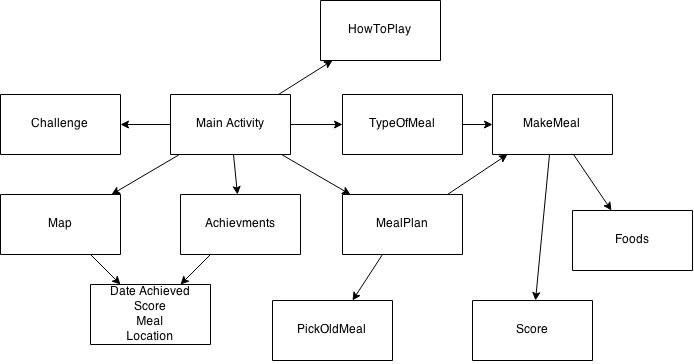 HowToPlay
Challenge
Main Activity
TypeOfMeal
MakeMeal
Map
Achievments
MealPlan
Foods
Date Achieved
Score
Meal
Location
PickOldMeal
Score